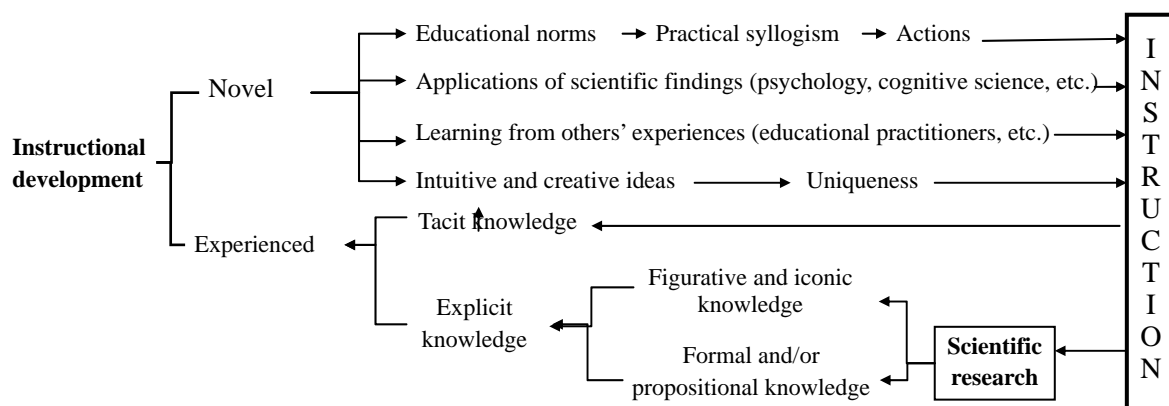 Educational norms
Practical syllogism
Actions
Novel
Applications of scientific findings (psychology, cognitive science, etc.)
Learning from others’ experiences (educational practitioners, etc.)
Instructional
development
Intuitive and creative ideas
Uniqueness
Tacit knowledge
Experienced
Figurative and iconic
knowledge
Explicit
knowledge
Formal and/or
propositional knowledge
Scientific
research
I
N
S
T
R
U
C
T
I
O
N